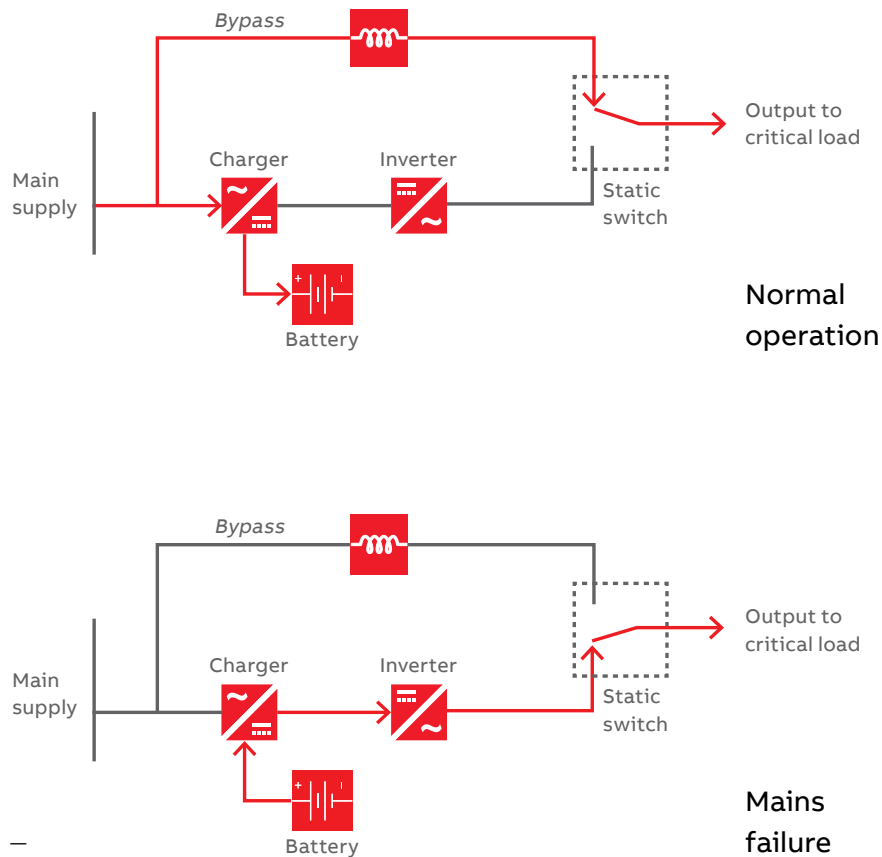 Bypass
Output to
critical load
Charger
Inverter
Main
supply
Static
switch
Battery
Normal
operation
Bypass
Output to
critical load
Charger
Inverter
Main
supply
Static
switch
Battery
Mains
failure
—